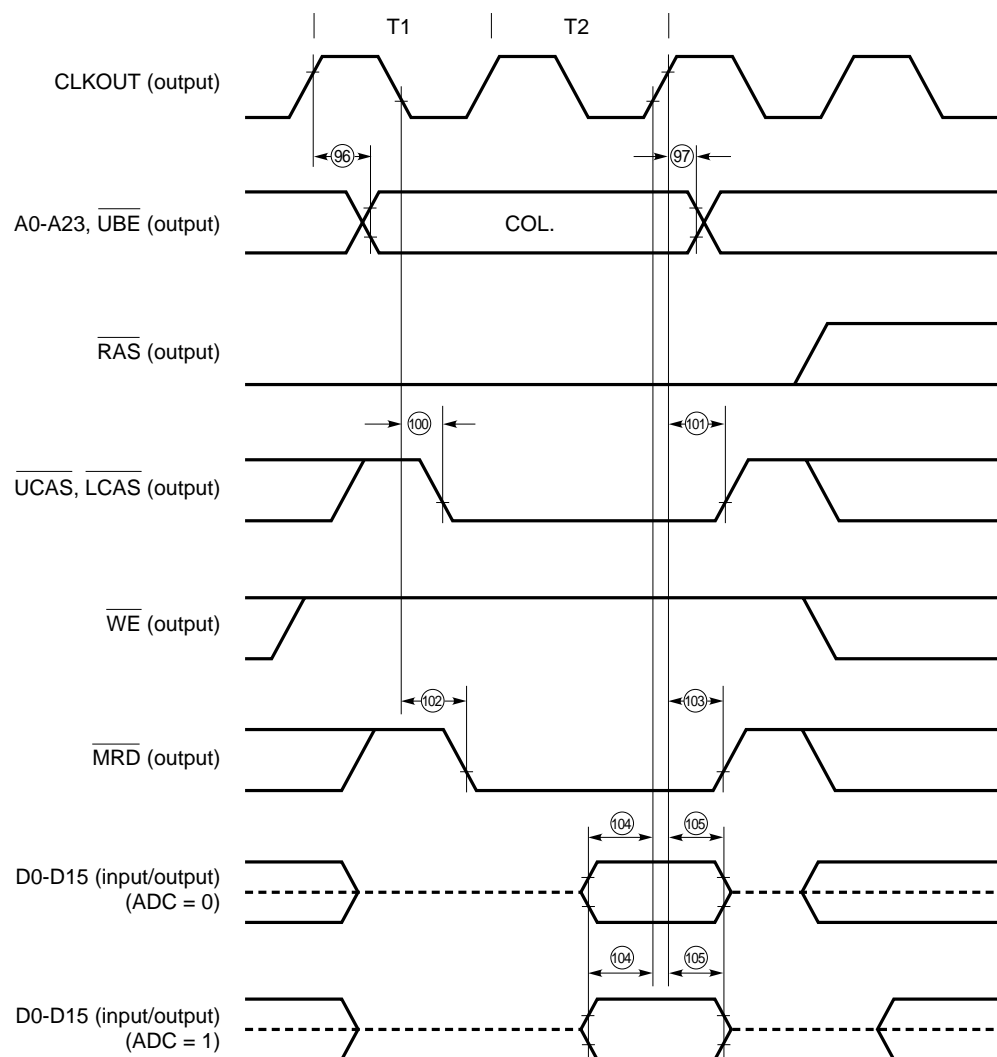 T1 T2
CLKOUT (output)
96 97
A0-A23, UBE (output) COL.
RAS (output)
100 101
UCAS, LCAS (output)
WE (output)
102 103
MRD (output)
104 105
D0-D15 (input/output)
(ADC = 0)
104 105
D0-D15 (input/output)
(ADC = 1)